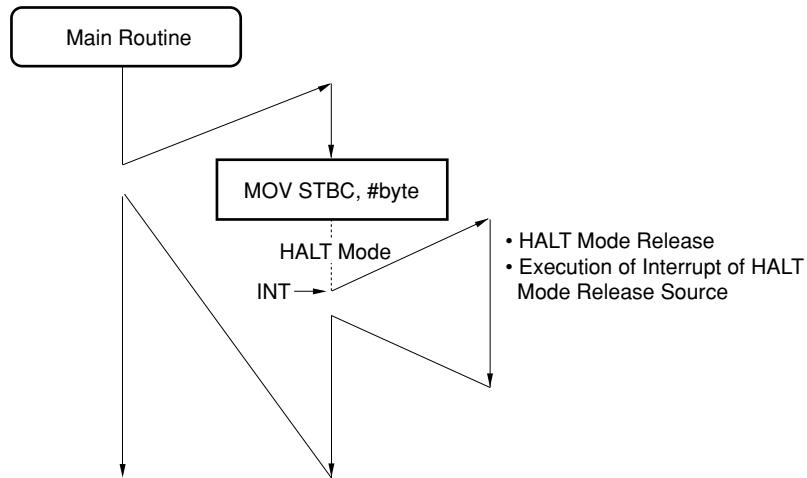 Main Routine
MOV STBC, #byte
HALT Mode
INT
• HALT Mode Release
• Execution of Interrupt of HALT
Mode Release Source